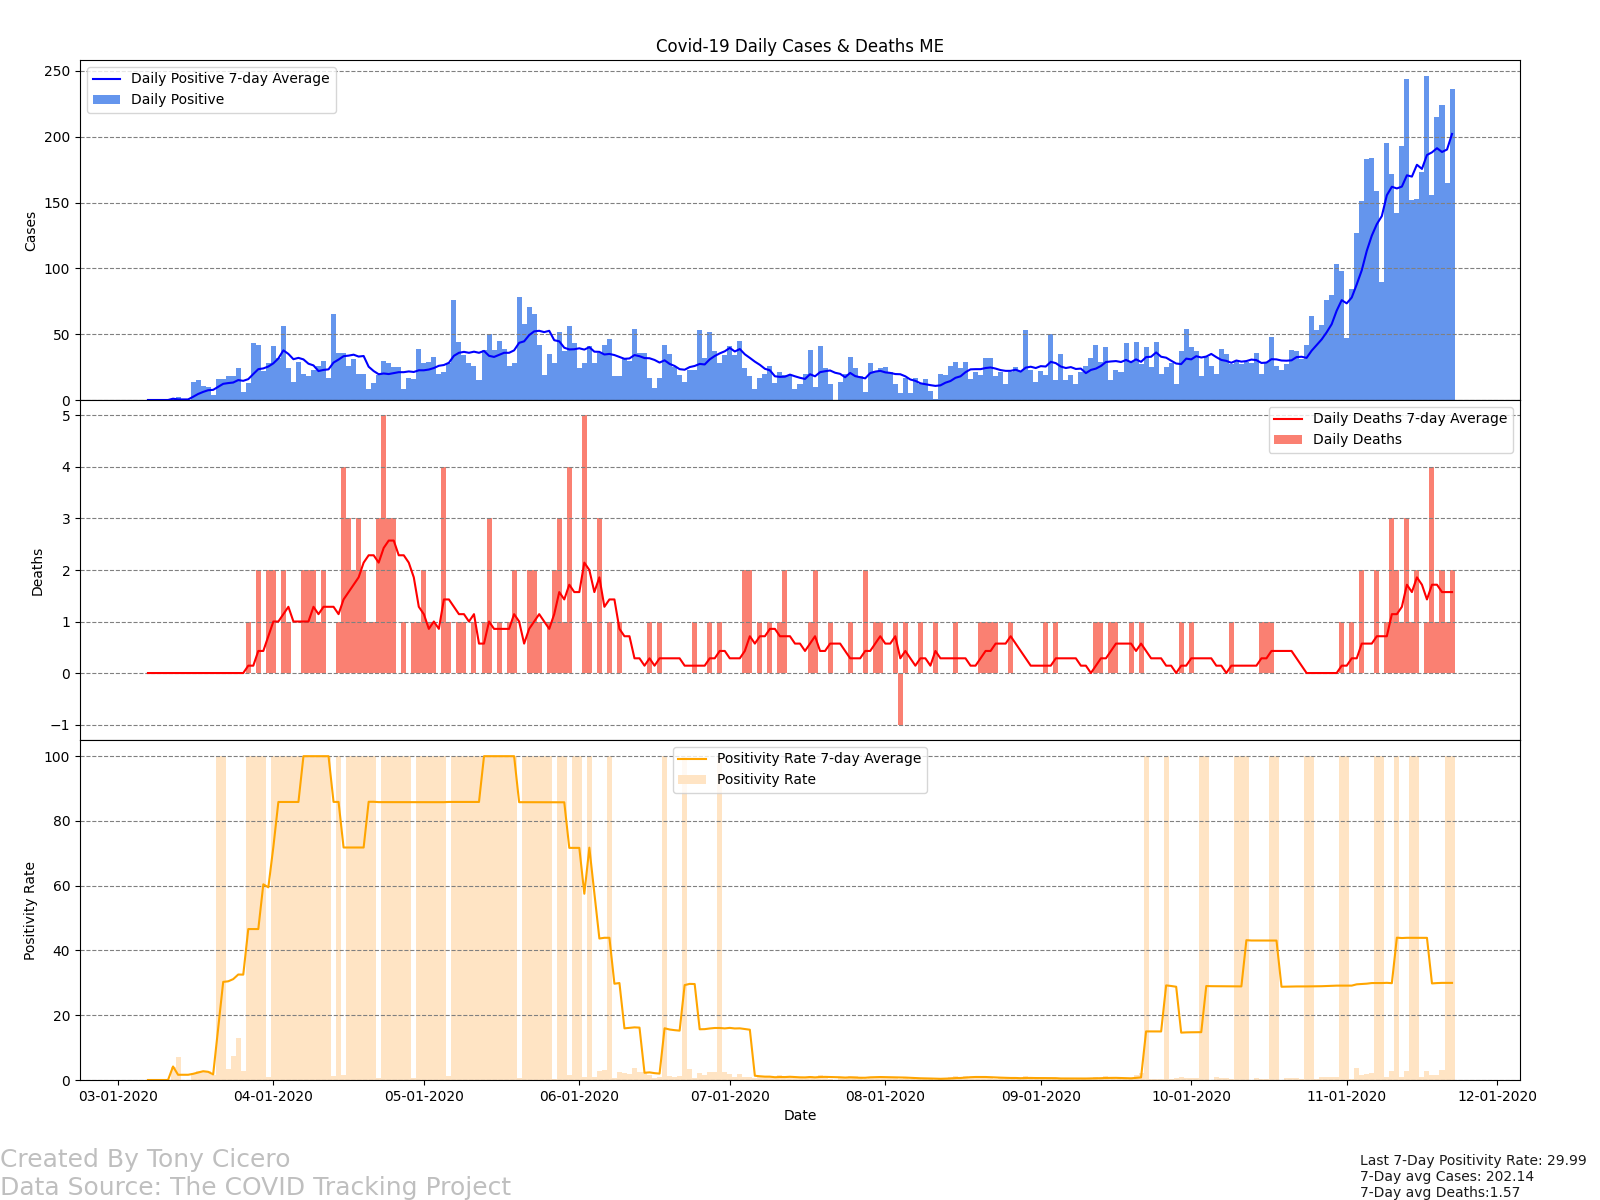 Covid-19 Daily Cases & Deaths ME
Daily Positive 7-day Average
Daily Positive
250
200
150
100
50
0
Cases
Daily Deaths 7-day Average
Daily Deaths
5
4
3
2
1
0
−1
Deaths
Positivity Rate 7-day Average
Positivity Rate
100
80
60
40
20
0
Positivity Rate
03-01-2020 04-01-2020 05-01-2020 06-01-2020 07-01-2020 08-01-2020 09-01-2020 10-01-2020 11-01-2020 12-01-2020
Date
Created By Tony Cicero
Data Source: The COVID Tracking Project
Last 7-Day Positivity Rate: 29.99
7-Day avg Cases: 202.14
7-Day avg Deaths:1.57